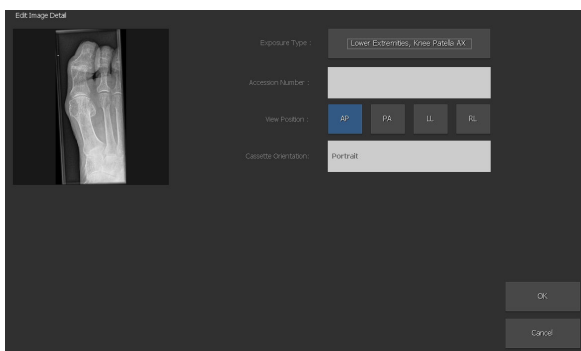 Edit Image Detail
Exposure Type :
Lower Extremities, Knee Patella AX
Accession Number :
View Position :
AP
PA
LL
RL
Cassette Orientation:
Portrait
OK
Cancel